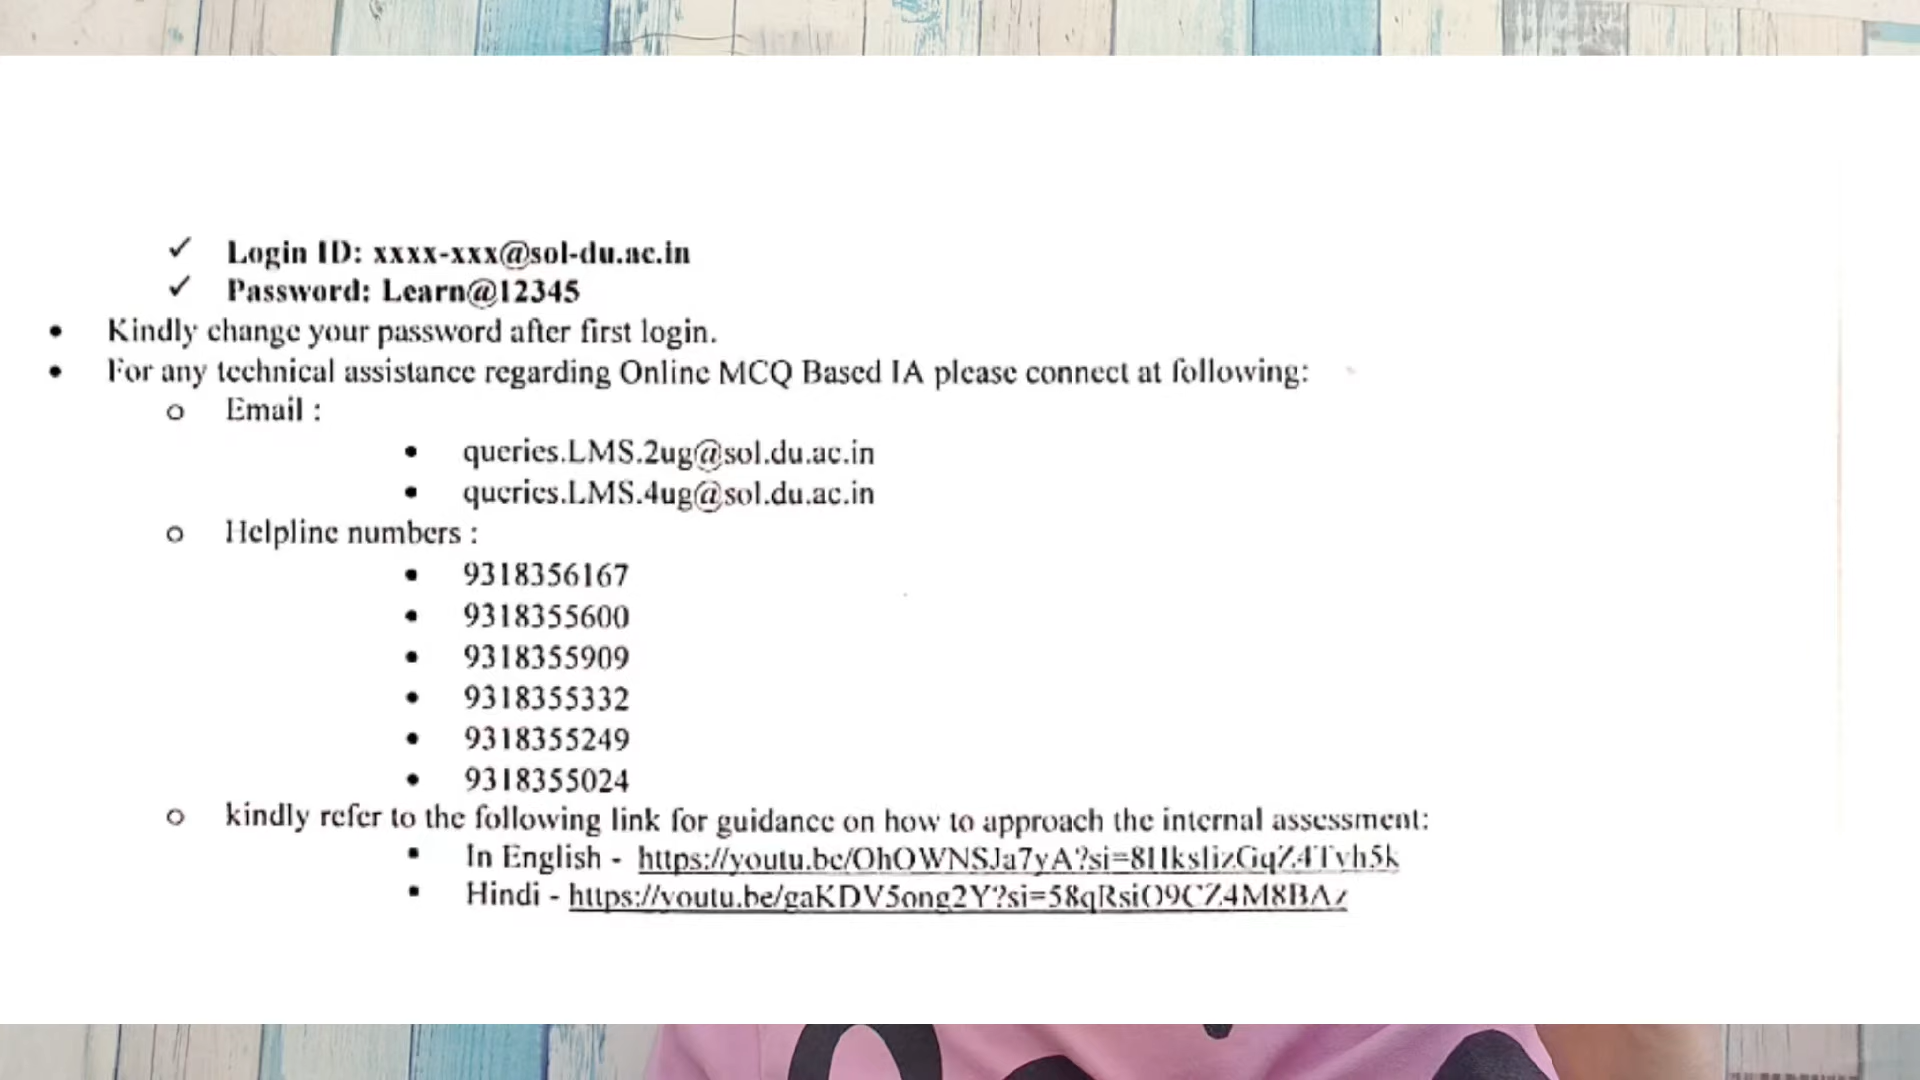 ✓ Login ID: xxxx-xxx@sol-du.ac.in
✓ Password: Learn@12345
• Kindly change your password after first login.
• For any technical assistance regarding Online MCQ Based IA please connect at following:
o Email :
• queries.LMS.2ug@sol.du.ac.in
• queries.LMS.4ug@sol.du.ac.in
o Helpline numbers :
• 9318356167
• 9318355600
• 9318355909
• 9318355332
• 9318355249
• 9318355024
o kindly refer to the following link for guidance on how to approach the internal assessment:
▪ In English -
▪ Hindi -